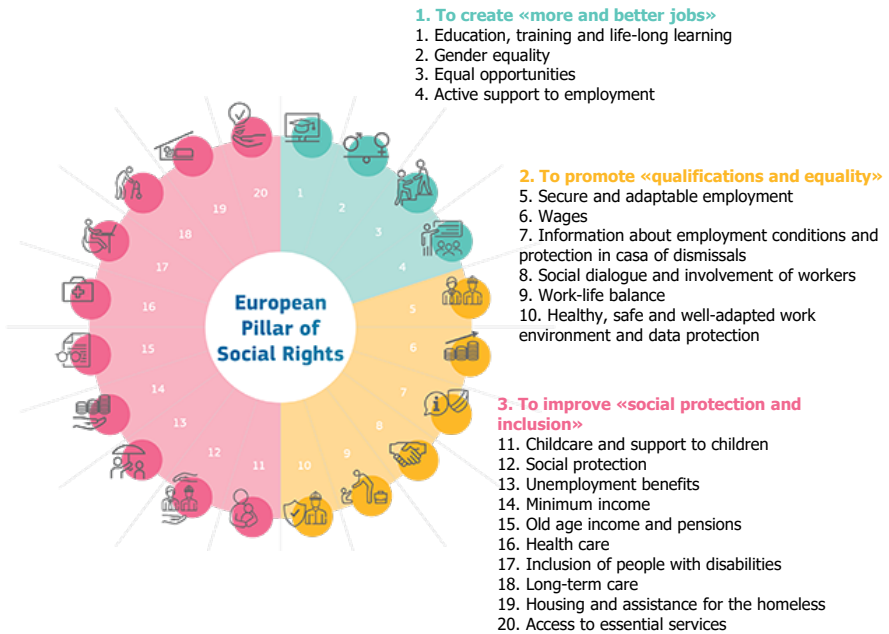 1. To create «more and better jobs»
1. Education, training and life-long learning
2. Gender equality
3. Equal opportunities
4. Active support to employment
2. To promote «qualifications and equality»
5. Secure and adaptable employment
6. Wages
7. Information about employment conditions and
protection in casa of dismissals
8. Social dialogue and involvement of workers
9. Work-life balance
10. Healthy, safe and well-adapted work
environment and data protection
3. To improve «social protection and
inclusion»
11. Childcare and support to children
12. Social protection
13. Unemployment benefits
14. Minimum income
15. Old age income and pensions
16. Health care
17. Inclusion of people with disabilities
18. Long-term care
19. Housing and assistance for the homeless
20. Access to essential services
European
Pillar of
Social Rights
1
2
3
4
5
6
7
8
9
10
11
12
13
14
15
16
17
18
19
20